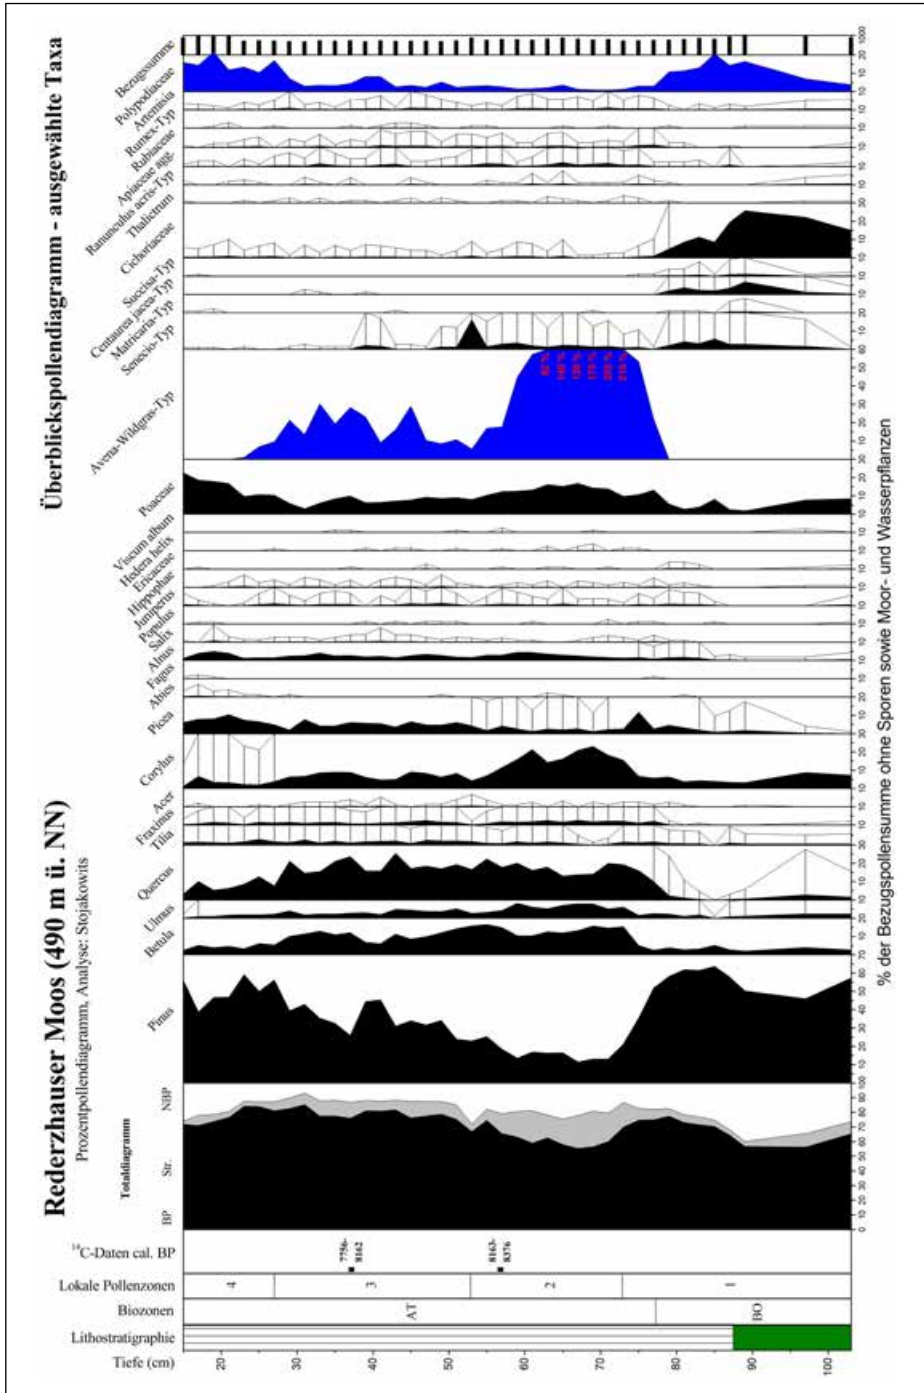 Rederzhauser Moos (490 m ü. NN)
Prozentpollendiagramm, Analyse: Stojakowits
Überblickspollendiagramm - ausgewählte Taxa
Tiefe (cm)
Lithostratigraphie
Biozonen
Lokale Pollenzonen
¹⁴C-Daten cal. BP
Totaldiagramm
BP
Str.
NBP
Pinus
Betula
Ulmus
Quercus
Tilia
Fraxinus
Acer
Corylus
Picea
Abies
Fagus
Alnus
Salix
Populus
Juniperus
Hippophae
Ericaceae
Hedera helix
Viscum album
Poaceae
Avena-Wildgras-Typ
Senecio-Typ
Matricaria-Typ
Centaurea jacea-Typ
Succisa-Typ
Cichoriaceae
Thalictrum
Ranunculus acris-Typ
Apiaceae agg.
Rubiaceae
Rumex-Typ
Artemisia
Polypodiaceae
Bezugssumme
20
30
40
50
60
70
80
90
100
AT
BO
4
3
2
1
7756-
8162
8163-
8376
% der Bezugspollensumme ohne Sporen sowie Moor- und Wasserpflanzen